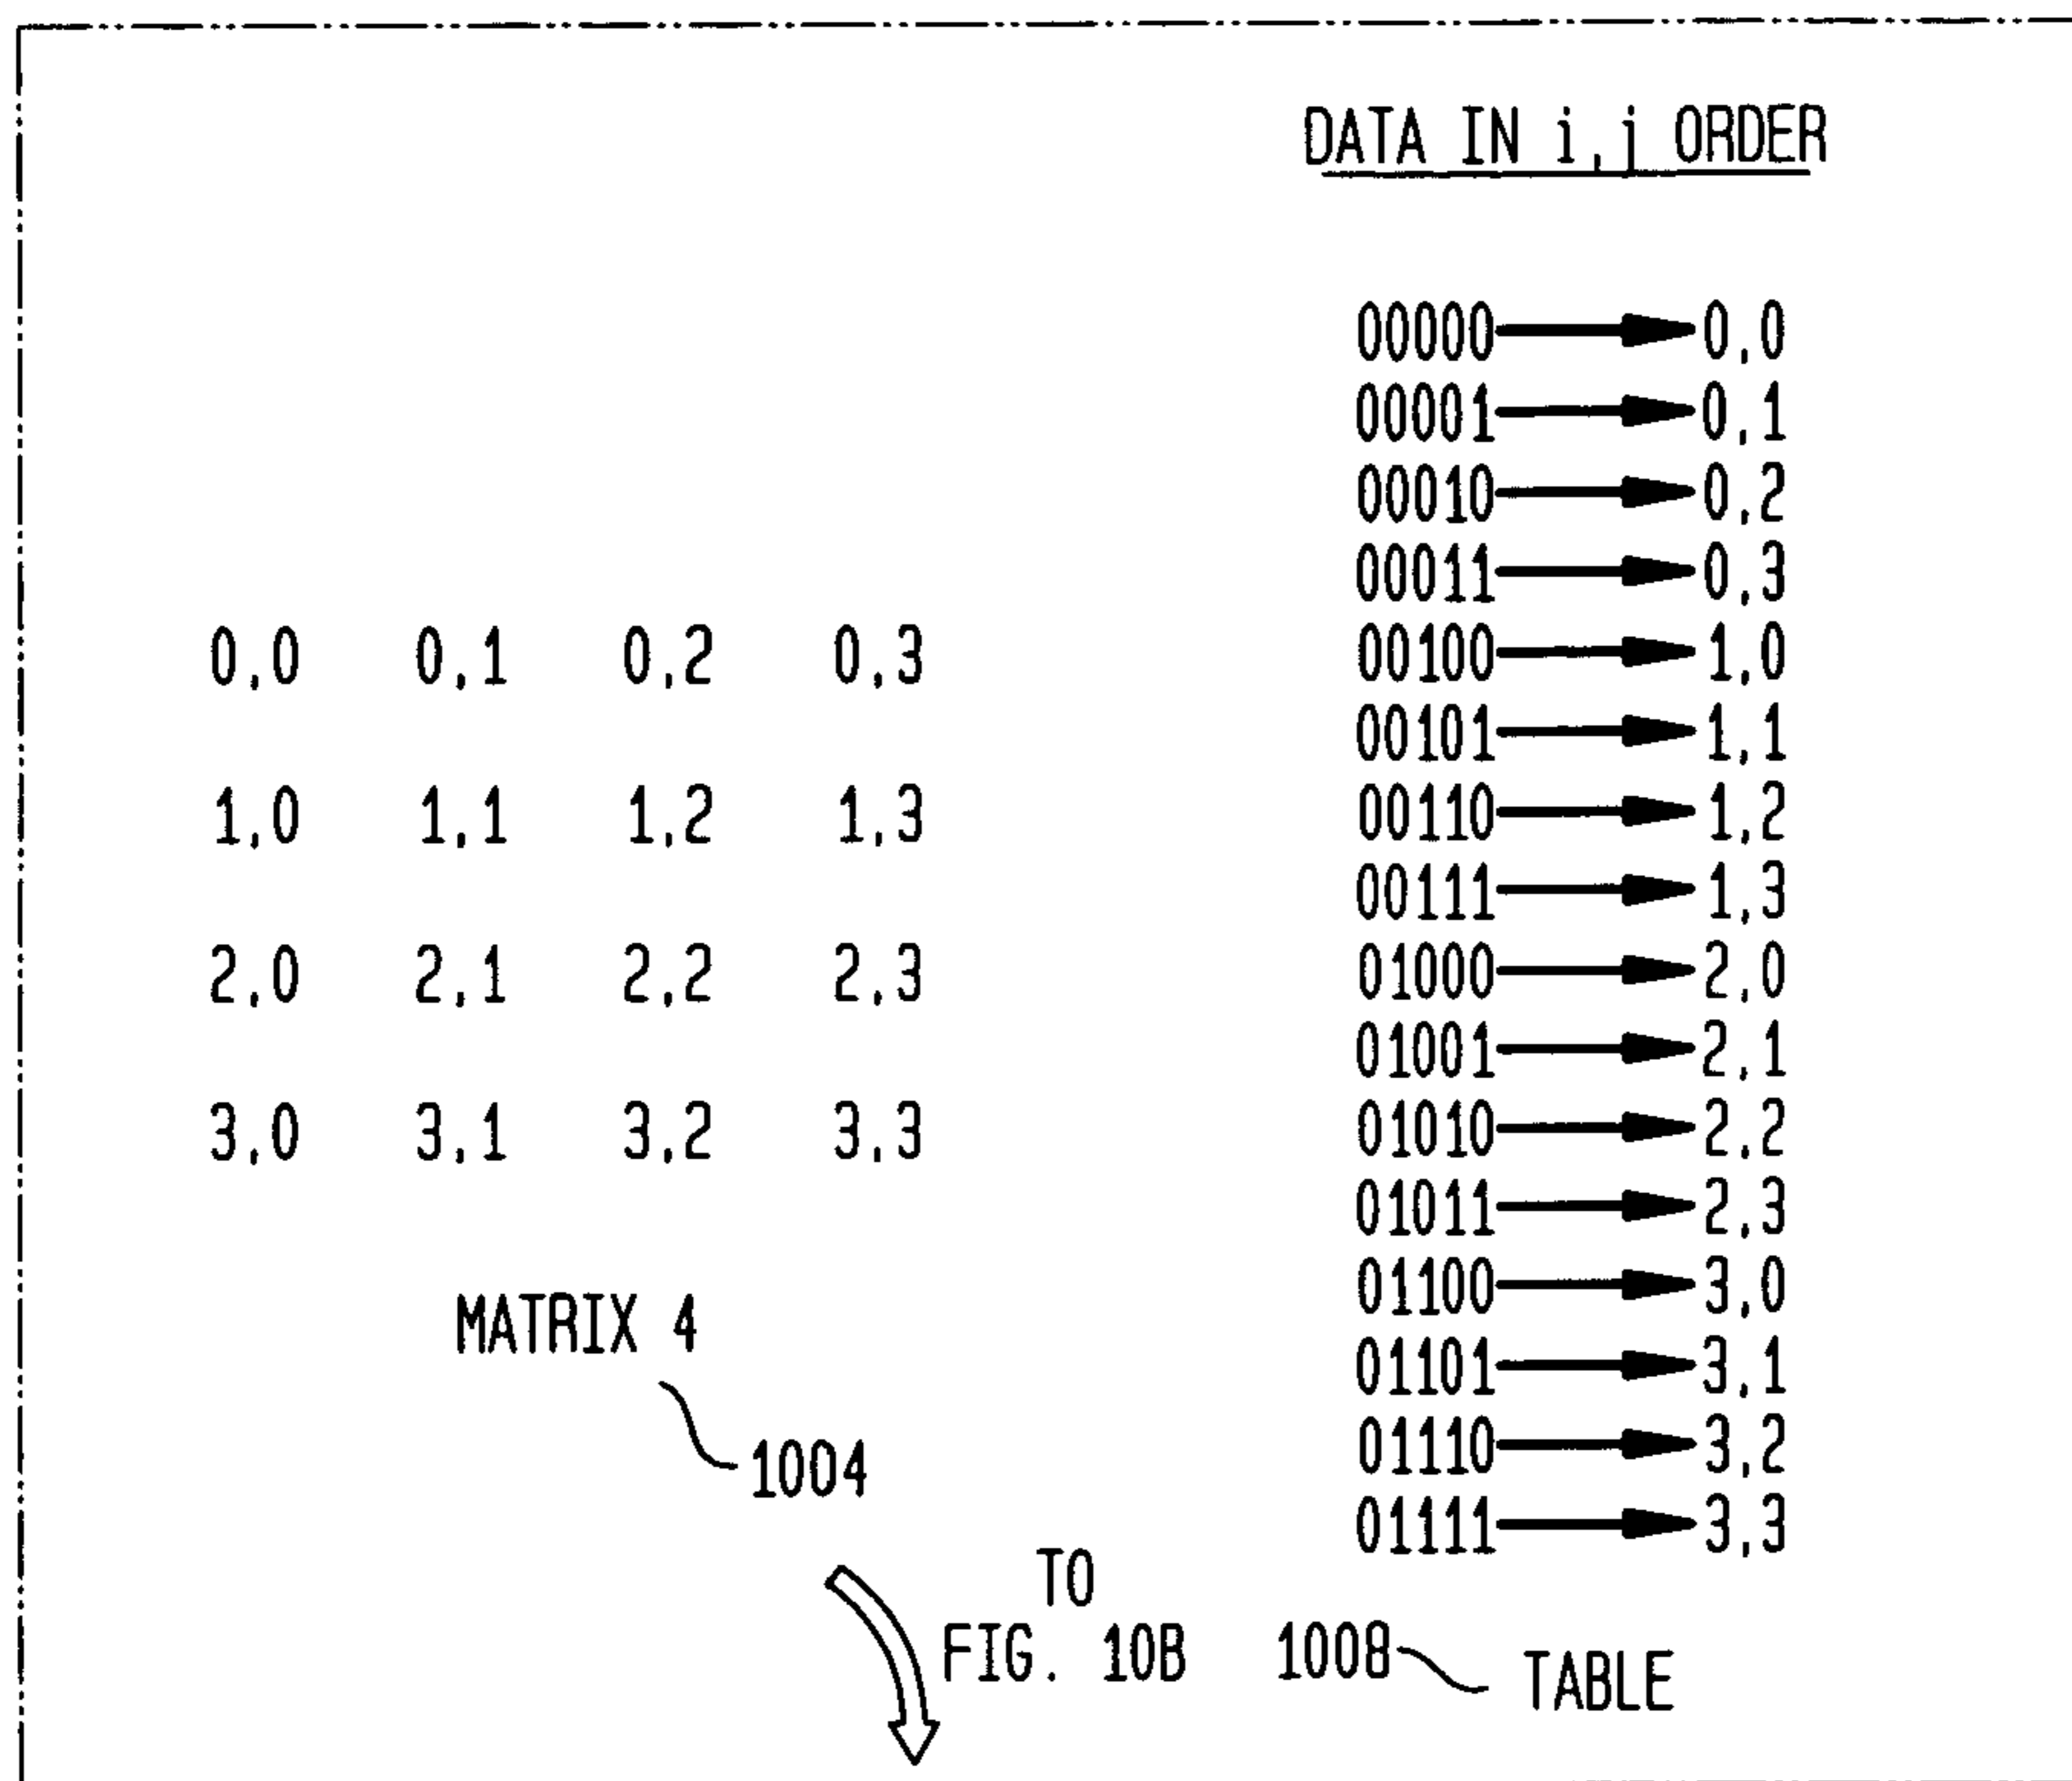 DATA IN i,j ORDER
0,0 0,1 0,2 0,3
1,0 1,1 1,2 1,3
2,0 2,1 2,2 2,3
3,0 3,1 3,2 3,3
MATRIX 4
1004
TO
FIG. 10B
00000 0,0
00001 0,1
00010 0,2
00011 0,3
00100 1,0
00101 1,1
00110 1,2
00111 1,3
01000 2,0
01001 2,1
01010 2,2
01011 2,3
01100 3,0
01101 3,1
01110 3,2
01111 3,3
1008 TABLE